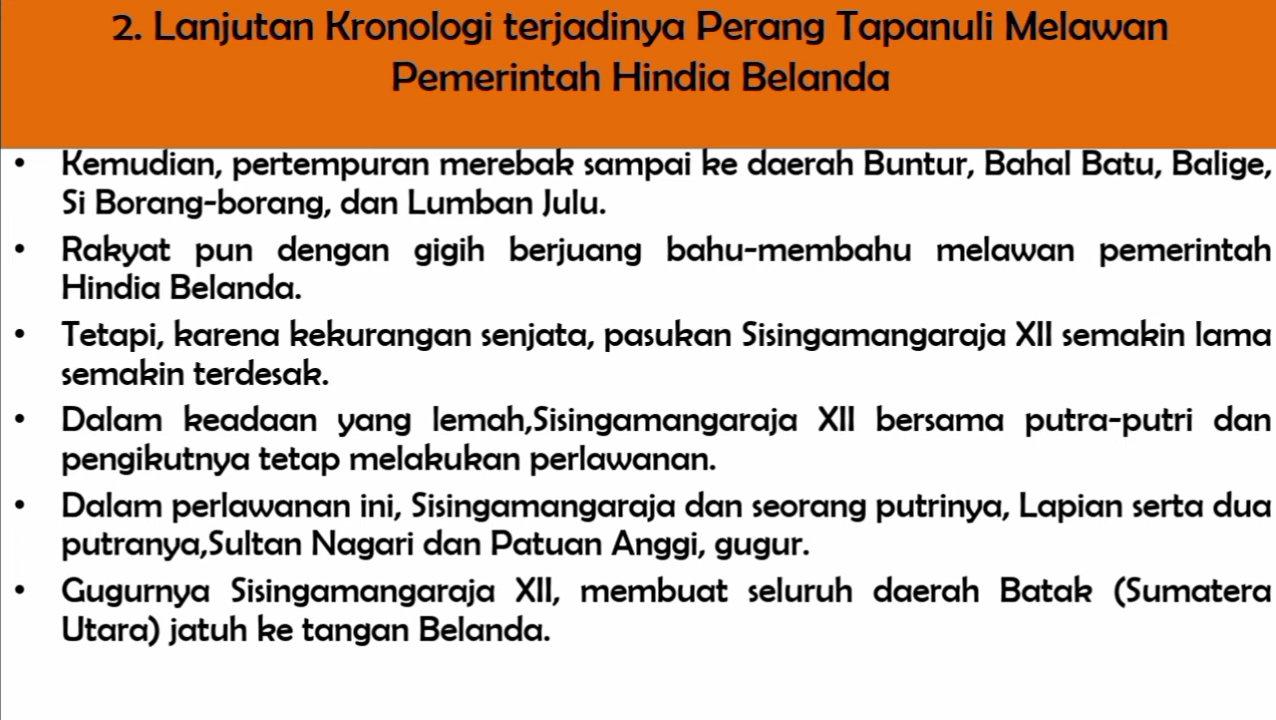 2. Lanjutan Kronologi terjadinya Perang Tapanuli Melawan
Pemerintah Hindia Belanda
• Kemudian, pertempuran merebak sampai ke daerah Buntur, Bahal Batu, Balige,
Si Borang-borang, dan Lumban Julu.
• Rakyat pun dengan gigih berjuang bahu-membahu melawan pemerintah
Hindia Belanda.
• Tetapi, karena kekurangan senjata, pasukan Sisingamangaraja XII semakin lama
semakin terdesak.
• Dalam keadaan yang lemah,Sisingamangaraja XII bersama putra-putri dan
pengikutnya tetap melakukan perlawanan.
• Dalam perlawanan ini, Sisingamangaraja dan seorang putrinya, Lapian serta dua
putranya,Sultan Nagari dan Patuan Anggi, gugur.
• Gugurnya Sisingamangaraja XII, membuat seluruh daerah Batak (Sumatera
Utara) jatuh ke tangan Belanda.